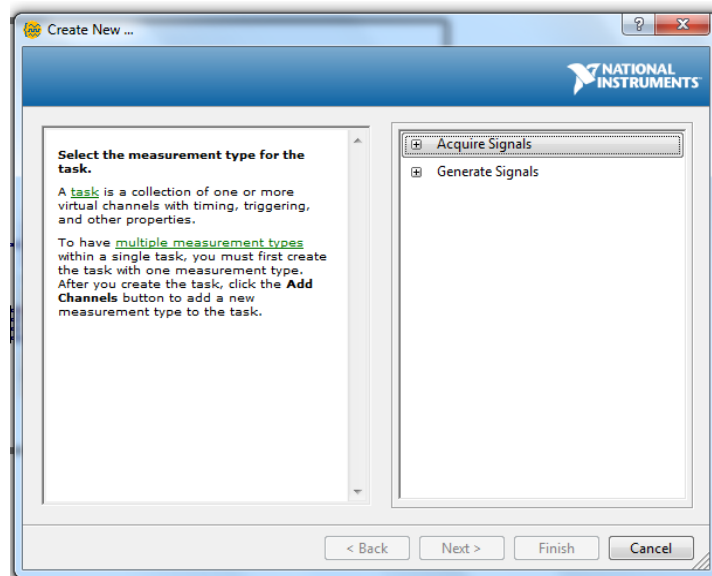 Create New ...
NATIONAL
INSTRUMENTS
Select the measurement type for the
task.
A task is a collection of one or more
virtual channels with timing, triggering,
and other properties.
To have multiple measurement types
within a single task, you must first create
the task with one measurement type.
After you create the task, click the Add
Channels button to add a new
measurement type to the task.
Acquire Signals
Generate Signals
< Back
Next >
Finish
Cancel